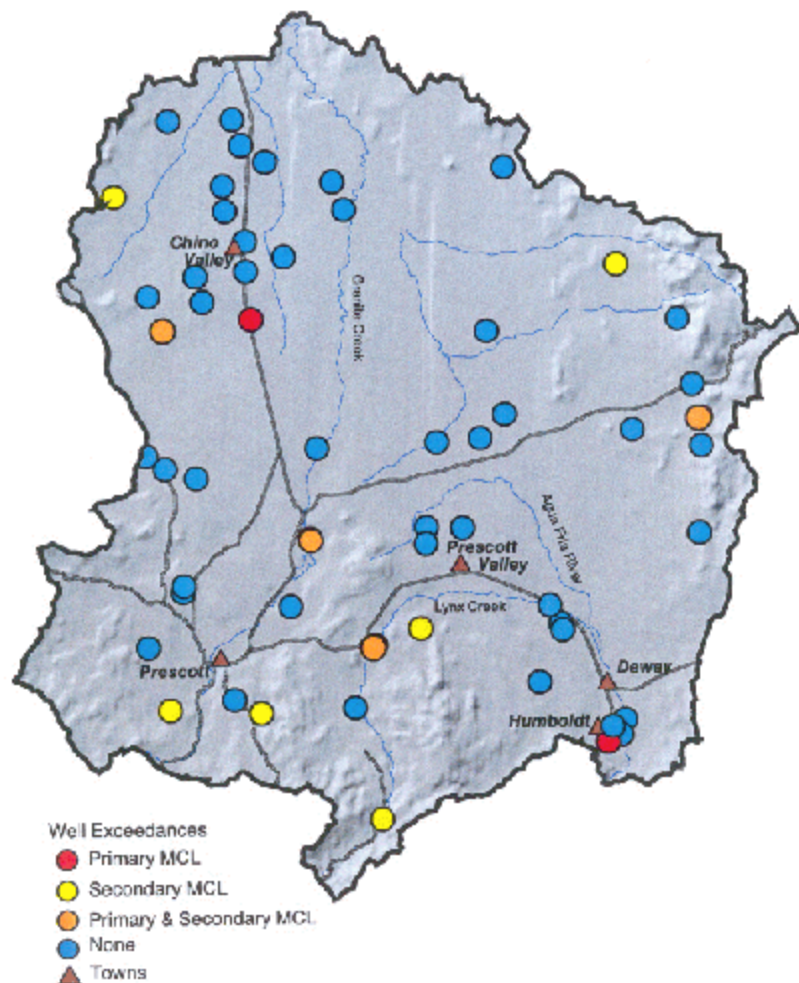 Chino
Valley
Granite Creek
Agua Fria River
Prescott
Valley
Lynx Creek
Prescott
Dewey
Humboldt
Well Exceedances
Primary MCL
Secondary MCL
Primary & Secondary MCL
None
Towns